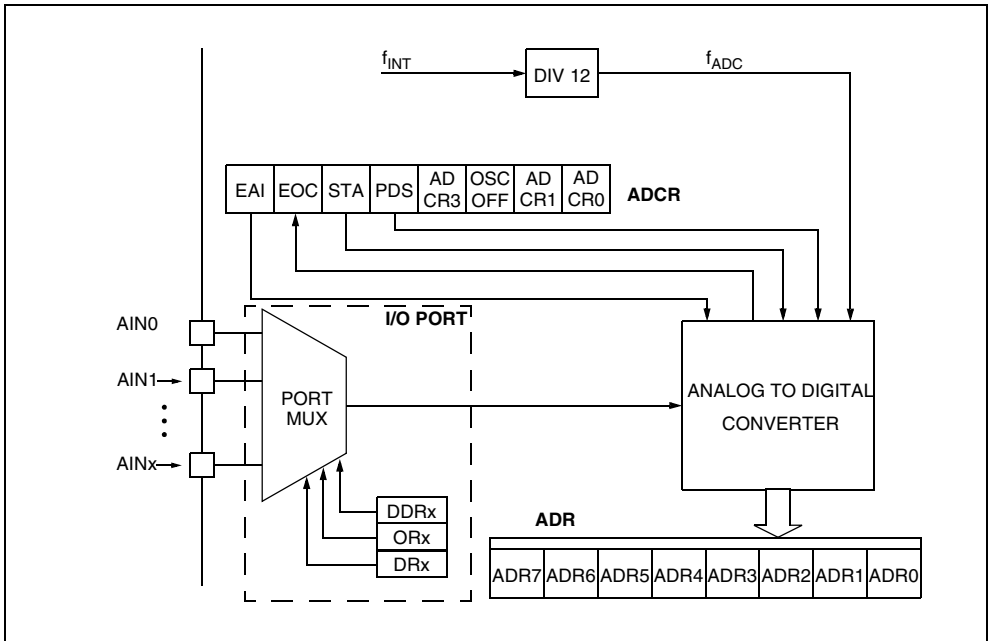 fINT
DIV 12
fADC
EAI EOC STA PDS AD CR3 OSC OFF AD CR1 AD CR0
ADCR
I/O PORT
AIN0
AIN1
AINx
PORT
MUX
ANALOG TO DIGITAL
CONVERTER
DDRx
ORx
DRx
ADR
ADR7 ADR6 ADR5 ADR4 ADR3 ADR2 ADR1 ADR0